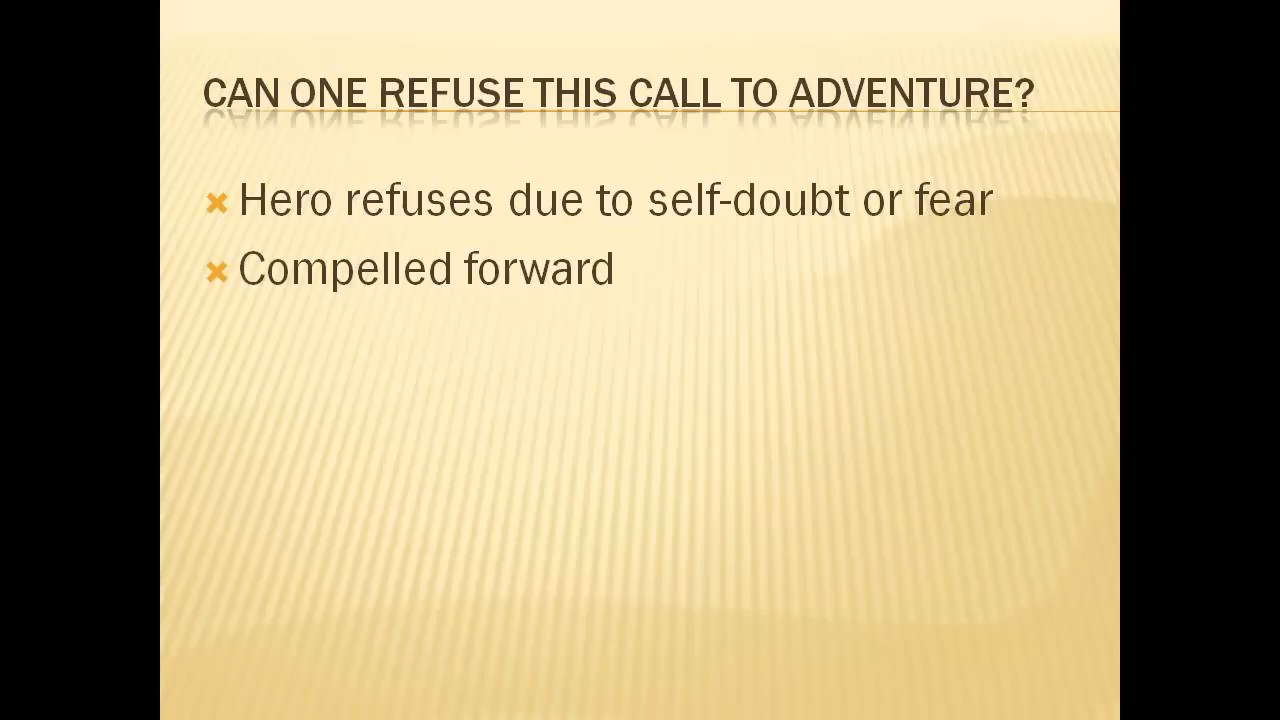 CAN ONE REFUSE THIS CALL TO ADVENTURE?
Hero refuses due to self-doubt or fear
Compelled forward